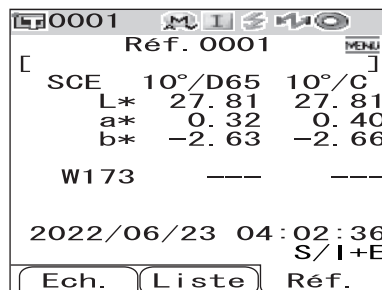 0001 M I
Réf. 0001 MENU
[ ]
SCE 10°/D65 10°/C
L* 27. 81 27. 81
a* 0. 32 0. 40
b* −2. 63 −2. 66
W173 ––– –––
2022/06/23 04:02:36
S/I+E
Ech. Liste Réf.